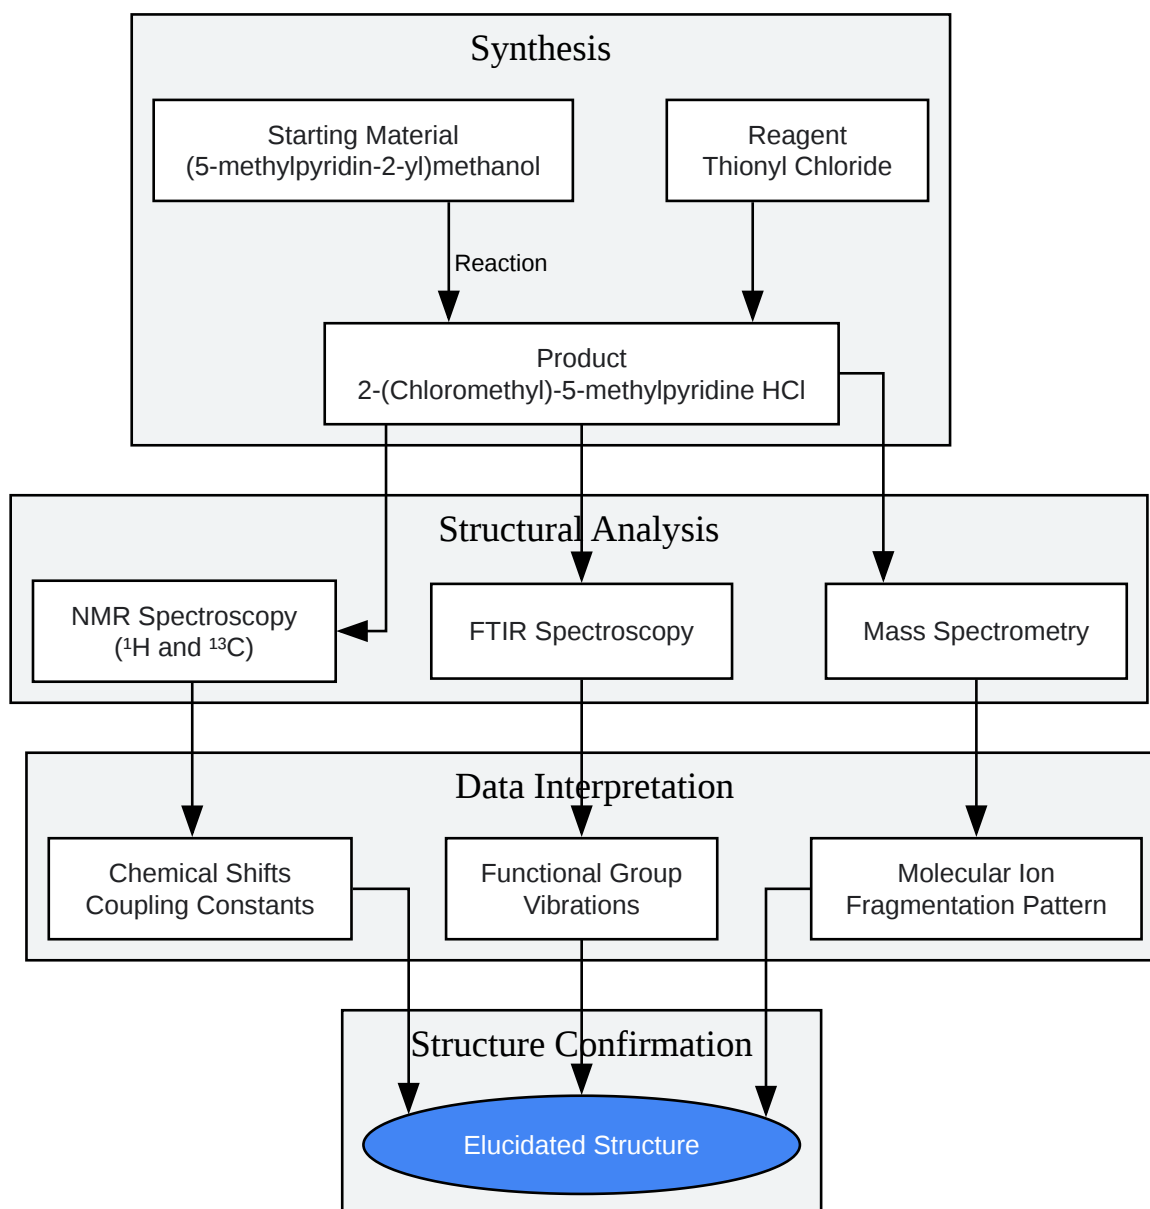 Synthesis
Starting Material
(5-methylpyridin-2-yl)methanol
Reagent
Thionyl Chloride
Reaction
Product
2-(Chloromethyl)-5-methylpyridine HCl
Structural Analysis
NMR Spectroscopy
(¹H and ¹³C)
FTIR Spectroscopy
Mass Spectrometry
Data Interpretation
Chemical Shifts
Coupling Constants
Functional Group
Vibrations
Molecular Ion
Fragmentation Pattern
Structure Confirmation
Elucidated Structure